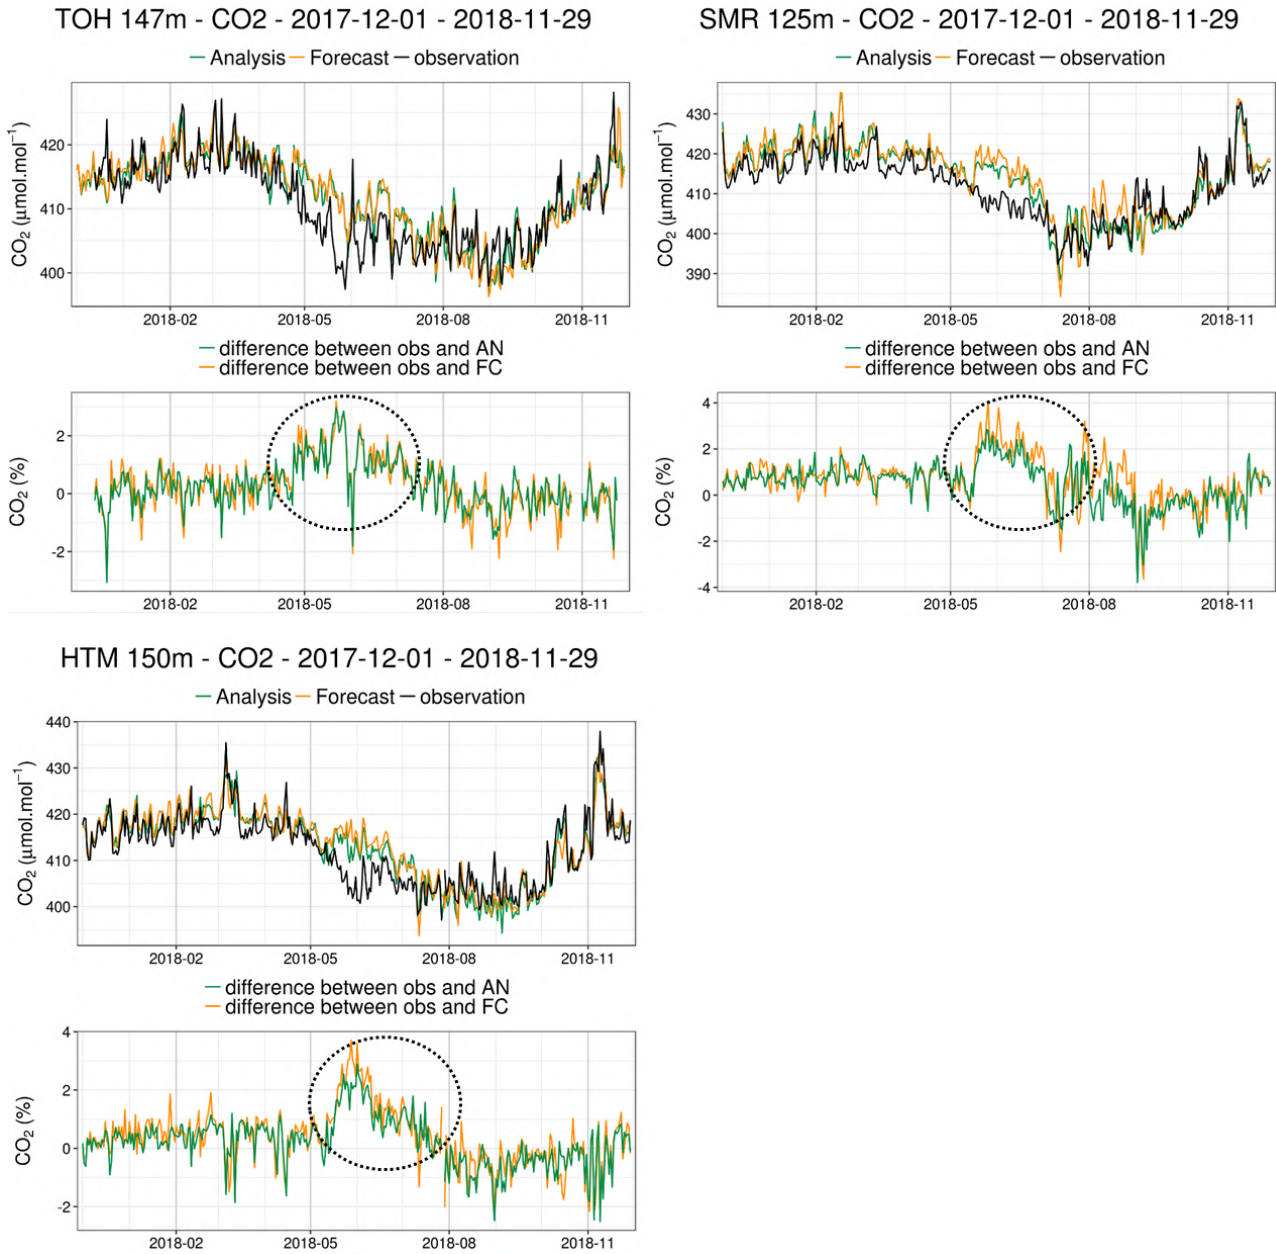 TOH 147m - CO2 - 2017-12-01 - 2018-11-29
Analysis Forecast observation
CO₂ (μmol.mol⁻¹)
420
410
400
2018-02 2018-05 2018-08 2018-11
difference between obs and AN
difference between obs and FC
CO₂ (%)
2
0
-2
2018-02 2018-05 2018-08 2018-11
SMR 125m - CO2 - 2017-12-01 - 2018-11-29
Analysis Forecast observation
CO₂ (μmol.mol⁻¹)
430
420
410
400
390
2018-02 2018-05 2018-08 2018-11
difference between obs and AN
difference between obs and FC
CO₂ (%)
4
2
0
-2
-4
2018-02 2018-05 2018-08 2018-11
HTM 150m - CO2 - 2017-12-01 - 2018-11-29
Analysis Forecast observation
CO₂ (μmol.mol⁻¹)
440
430
420
410
400
2018-02 2018-05 2018-08 2018-11
difference between obs and AN
difference between obs and FC
CO₂ (%)
4
2
0
-2
2018-02 2018-05 2018-08 2018-11